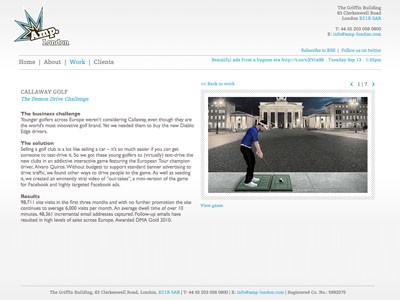 Amp.
London
The Griffin Building
83 Clerkenwell Road
London EC1R 5AR
T: 44 02 203 008 0800
E: info@amp-london.com
Subscribe to RSS | Follow us on twitter
Home | About | Work | Clients
Beautiful ads from a bygone era Tuesday Sep 13 1:35pm
CALLAWAY GOLF
The Demon Drive Challenge
<< Back to work
1 | 7
The business challenge
Younger golfers across Europe weren't considering Callaway, even though they are
the world's most innovative golf brand. Yet we needed them to buy the new Diablo
Edge drivers.
The solution
Selling a golf club is a lot like selling a car – it's so much easier if you can get
someone to test-drive it. So we got these young golfers to (virtually) test-drive the
new clubs in an addictive interactive game featuring the European Tour champion
driver, Alvaro Quiros. Without budget to support standard banner advertising to
drive traffic, we found other ways to drive people to the game. As well as seeding
is, we created an eminently viral video of "out-takes", a mini-version of the game
for Facebook and highly targeted Facebook ads.
Results
98,711 site visits in the first three months and with no further promotion the site
continues to average 6,000 visits per month. An average dwell time of over 10
minutes. 48,361 incremental email addresses captured. Follow-up emails have
resulted in high levels of sales across Europe. Awarded DMA Gold 2010.
View game
The Griffin Building, 83 Clerkenwell Road, London, EC1R 5AR | T: 44 02 203 008 0800 | E: info@amp-london.com | Registered Co. No.: 5992079